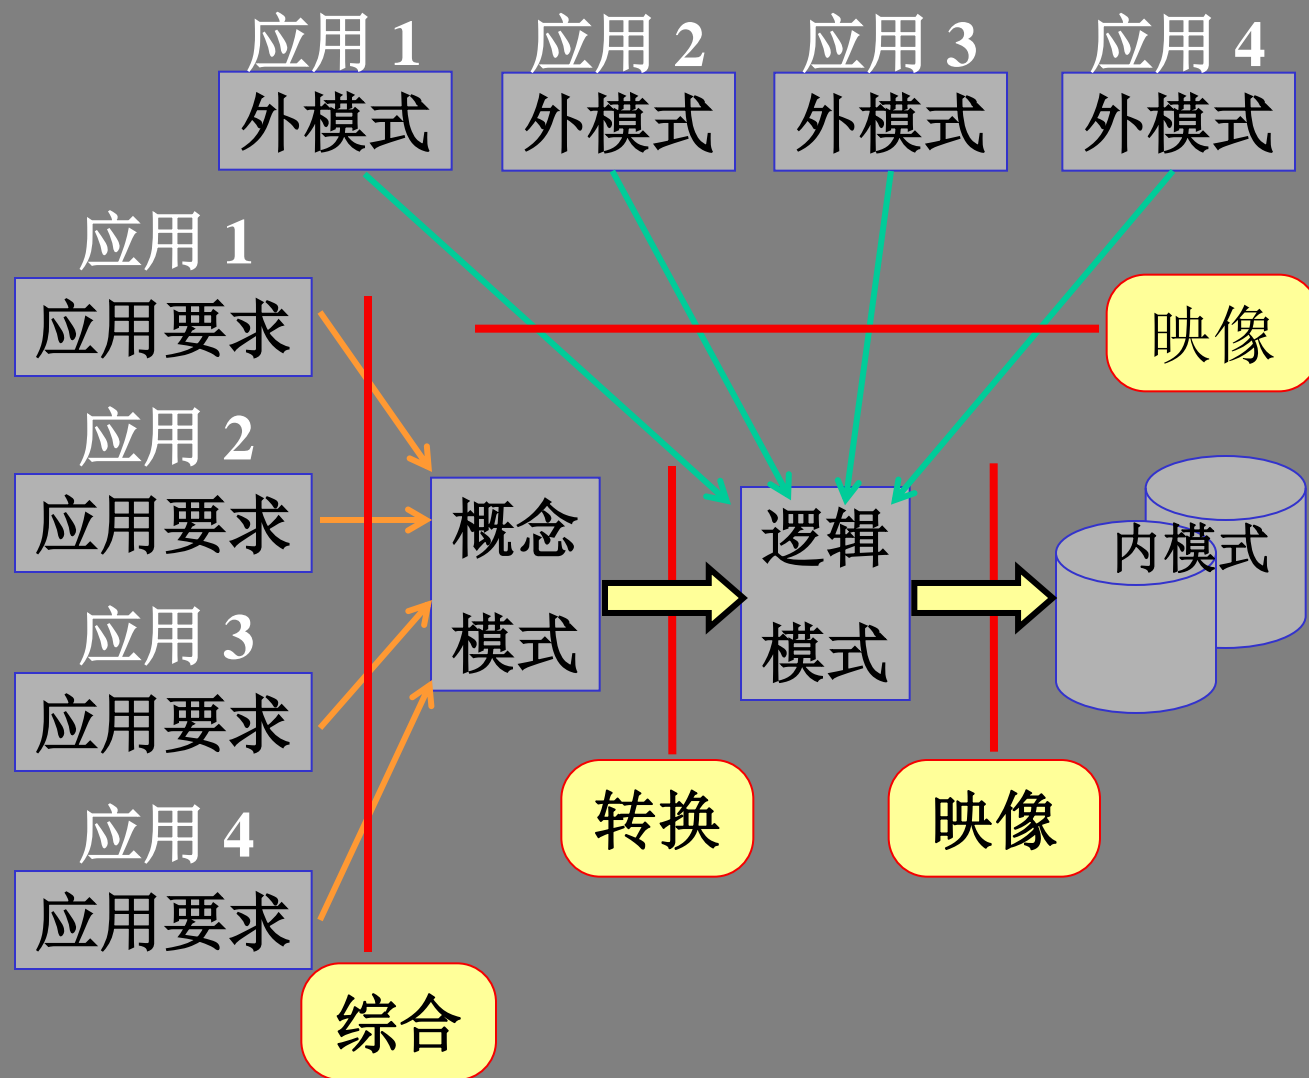 应用 1
应用 2
应用 3
应用 4
外模式
外模式
外模式
外模式
应用 1
应用要求
映像
应用 2
应用要求
概念
模式
逻辑
模式
内模式
应用 3
应用要求
转换
映像
应用 4
应用要求
综合